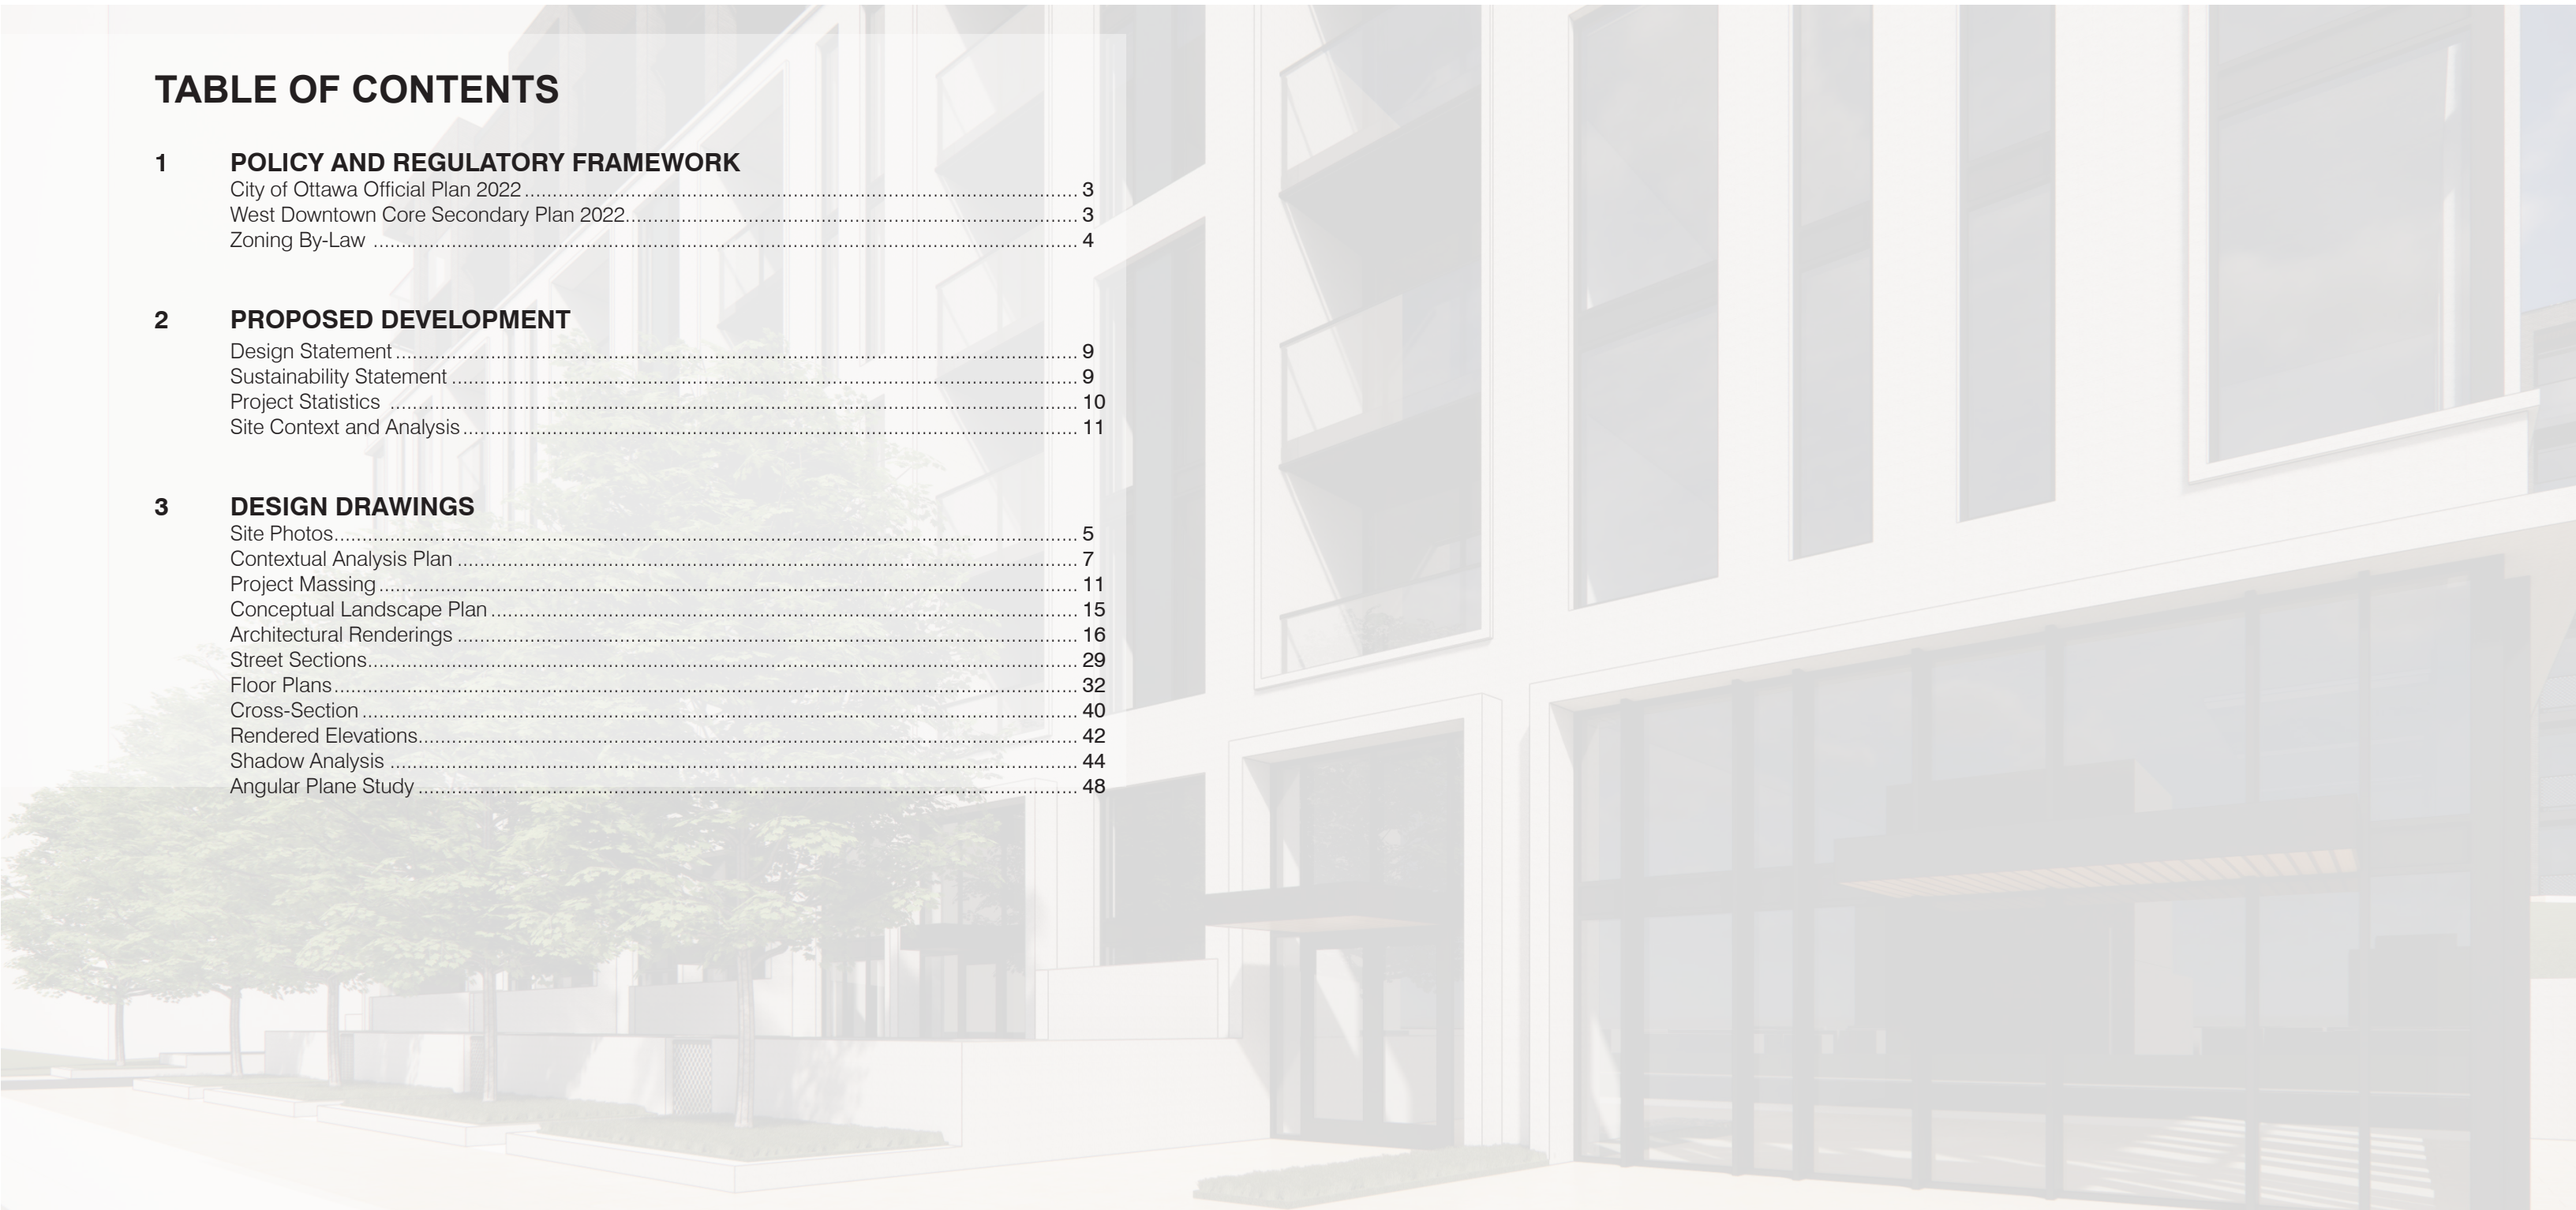 TABLE OF CONTENTS
1 POLICY AND REGULATORY FRAMEWORK
City of Ottawa Official Plan 2022 3
West Downtown Core Secondary Plan 2022 3
Zoning By-Law 4
2 PROPOSED DEVELOPMENT
Design Statement 9
Sustainability Statement 9
Project Statistics 10
Site Context and Analysis 11
3 DESIGN DRAWINGS
Site Photos 5
Contextual Analysis Plan 7
Project Massing 11
Conceptual Landscape Plan 15
Architectural Renderings 16
Street Sections 29
Floor Plans 32
Cross-Section 40
Rendered Elevations 42
Shadow Analysis 44
Angular Plane Study 48